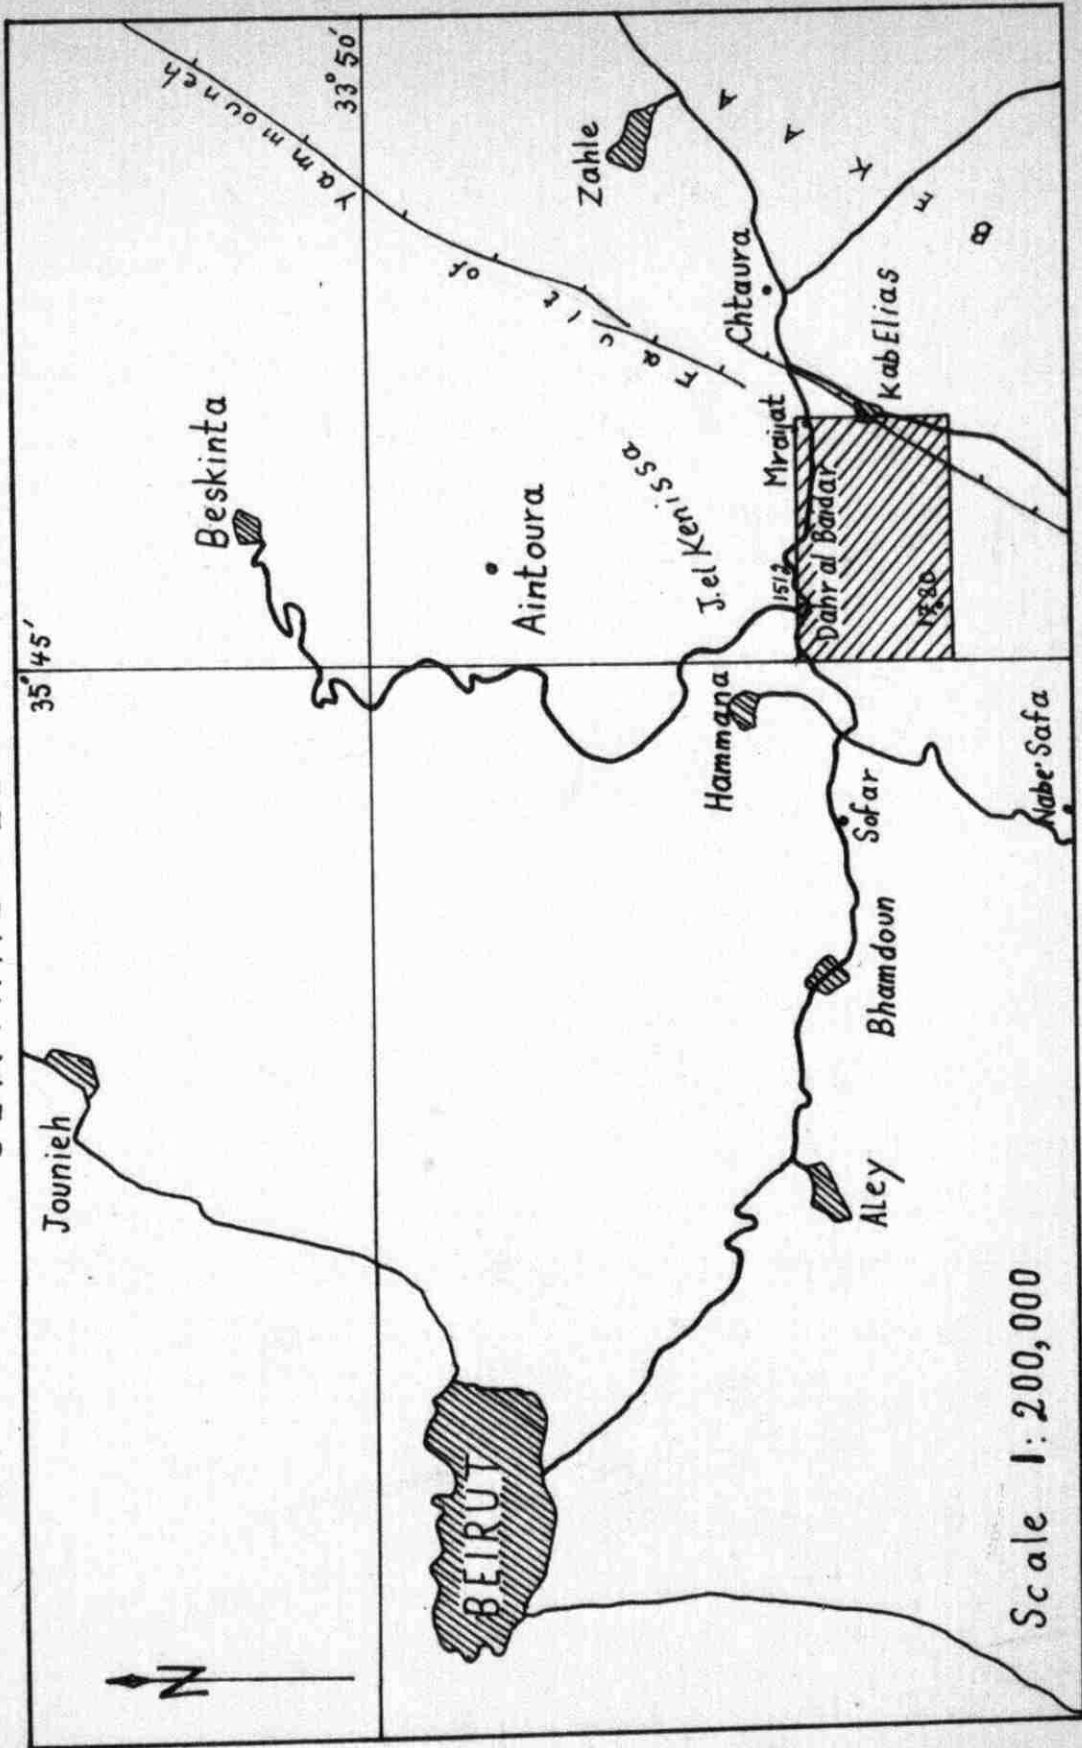 35° 45'
33° 50'
N
Jounieh
Beskinta
Yammouneh
of
Fault
Aintoura
Zahle
BEIRUT
J. el Kenissa
Hammana
Chtaura
Mraijat
1512
Dahr al Baidar
1780
Kab Elias
BEKAA
Sofar
Bhamdoun
Aley
Nabe' Safa
Scale 1:200,000